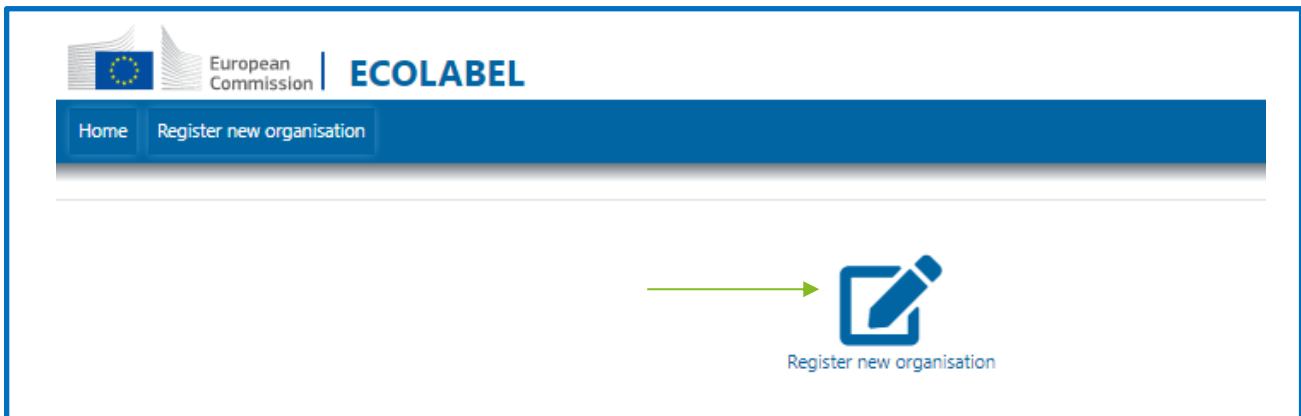 European
Commission
ECOLABEL
Home Register new organisation
Register new organisation